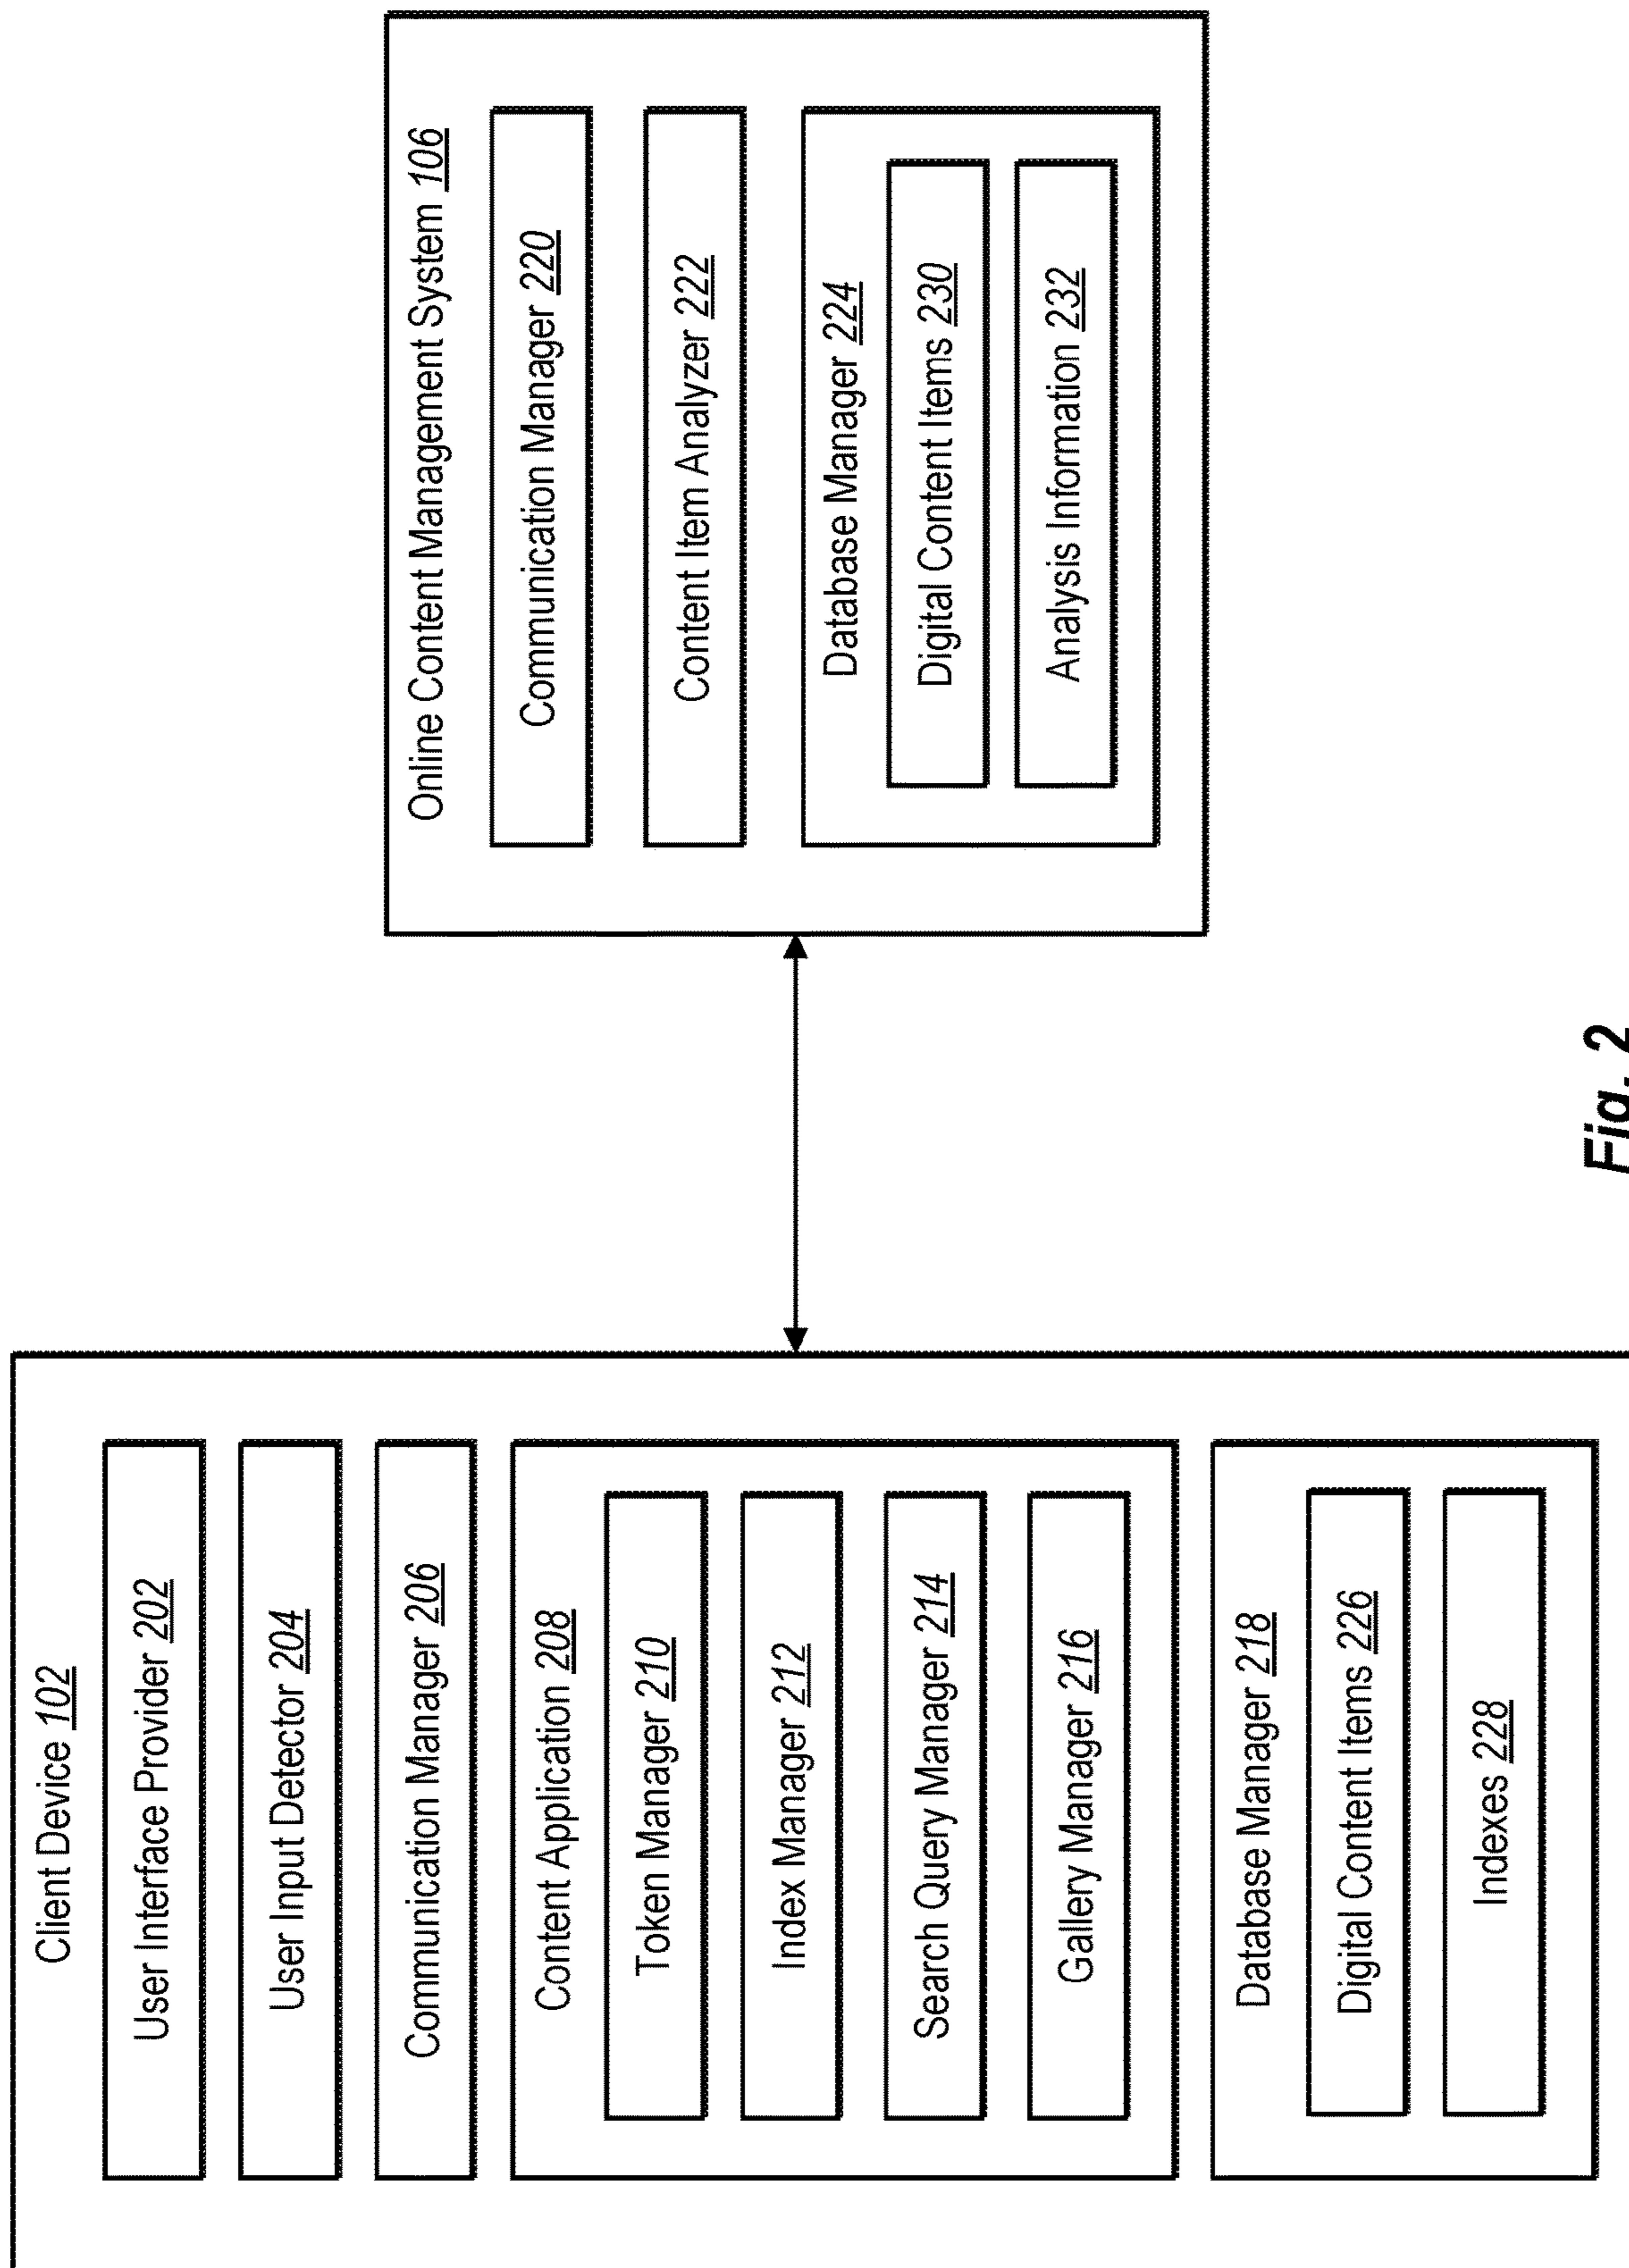 Client Device 102
User Interface Provider 202
User Input Detector 204
Communication Manager 206
Content Application 208
Token Manager 210
Index Manager 212
Search Query Manager 214
Gallery Manager 216
Database Manager 218
Digital Content Items 226
Indexes 228
Online Content Management System 106
Communication Manager 220
Content Item Analyzer 222
Database Manager 224
Digital Content Items 230
Analysis Information 232
Fig. 2